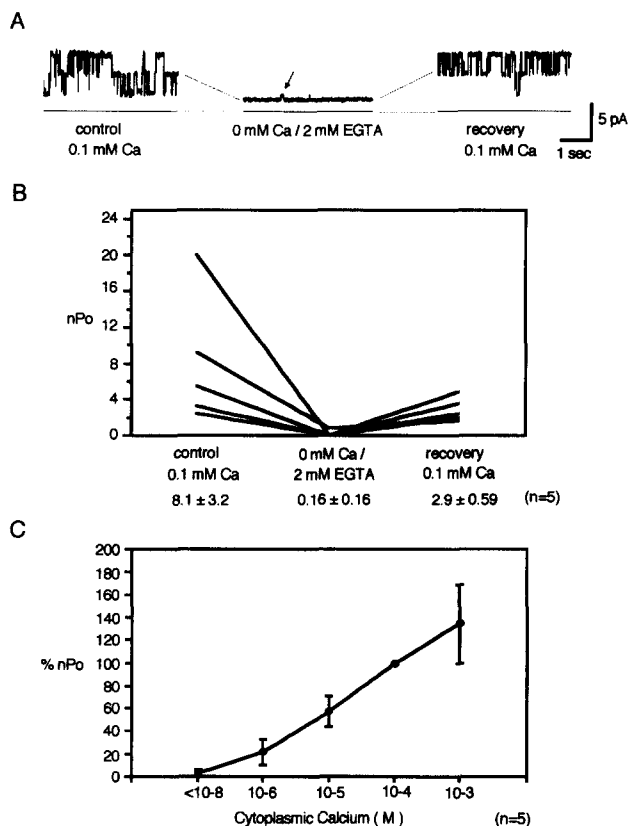 A
control
0.1 mM Ca
0 mM Ca / 2 mM EGTA
recovery
0.1 mM Ca
5 pA
1 sec
B
24
20
16
12
8
4
0
nPo
control
0.1 mM Ca
8.1 ± 3.2
0 mM Ca /
2 mM EGTA
0.16 ± 0.16
recovery
0.1 mM Ca
2.9 ± 0.59
(n=5)
C
200
180
160
140
120
100
80
60
40
20
0
% nPo
<10-8
10-6
10-5
10-4
10-3
Cytoplasmic Calcium ( M )
(n=5)